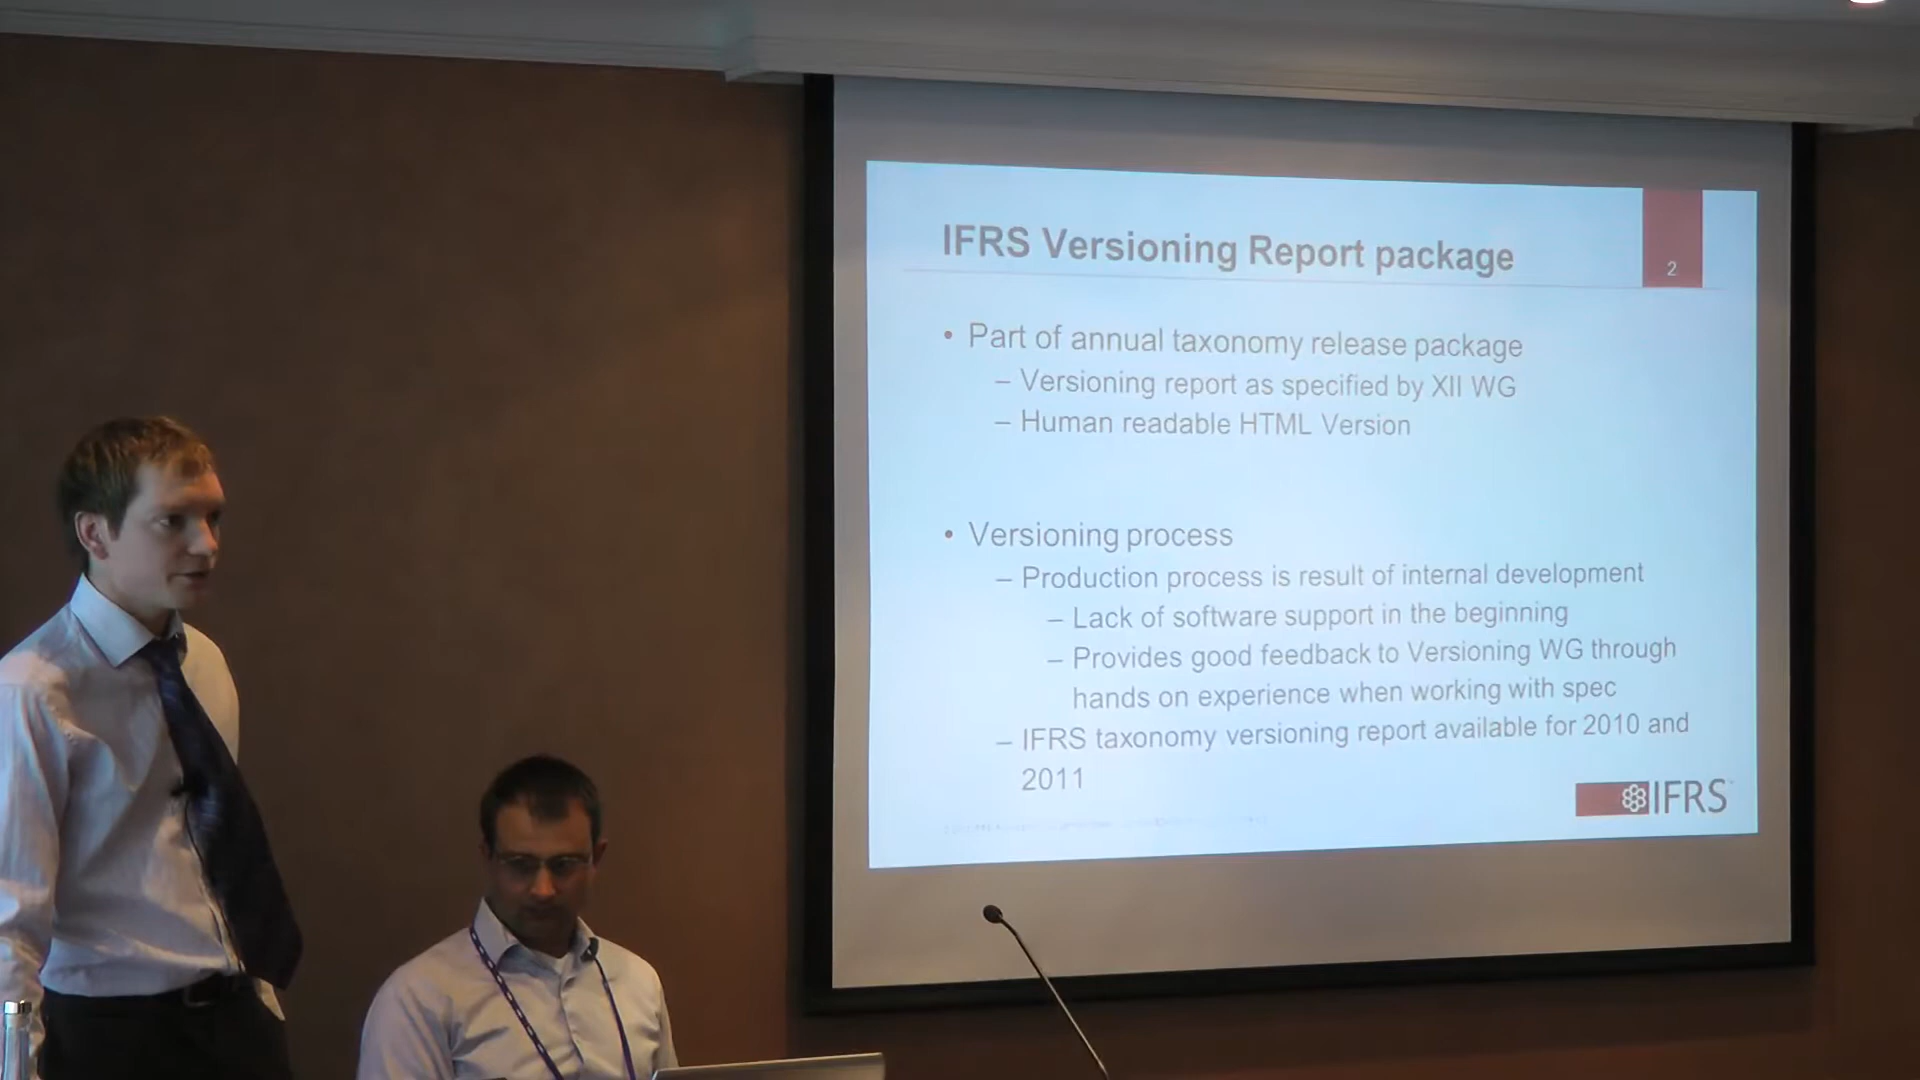 IFRS Versioning Report package
2
• Part of annual taxonomy release package
– Versioning report as specified by XII WG
– Human readable HTML Version
• Versioning process
– Production process is result of internal development
– Lack of software support in the beginning
– Provides good feedback to Versioning WG through
hands on experience when working with spec
– IFRS taxonomy versioning report available for 2010 and
2011
IFRS